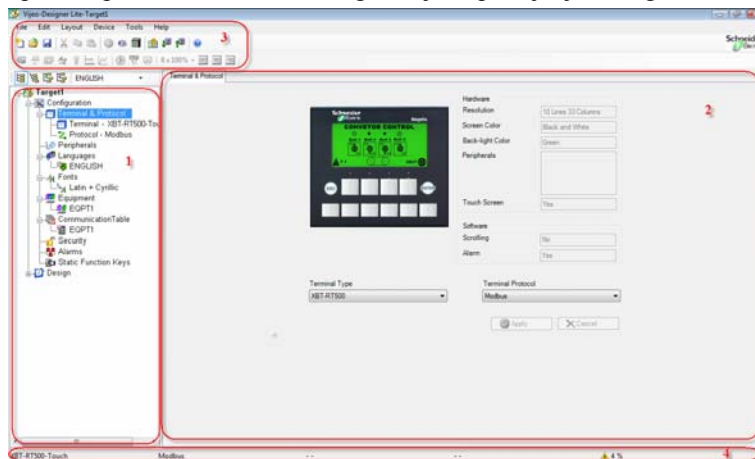 Vijeo-Designer Lite-Target1
File Edit Layout Device Tools Help
3
Schneid
ENGLISH
Terminal & Protocol
Target1
Configuration
Terminal & Protocol
Terminal - XBT-RT500-Tou
Protocol - Modbus
Peripherals
Languages
ENGLISH
Fonts
Latin + Cyrillic
Equipment
EQPT1
CommunicationTable
EQPT1
Security
Alarms
Static Function Keys
Design
1
2
Schneider
Magelis
CONVEYOR CONTROL
Hardware
Resolution
10 Lines 33 Columns
Screen Color
Black and White
Back-light Color
Green
Peripherals
Touch Screen
Yes
Software
Scrolling
No
Alarm
Yes
Terminal Type
XBT-RT500
Terminal Protocol
Modbus
Apply
Cancel
XBT-RT500-Touch
Modbus
--
--
4 %
4